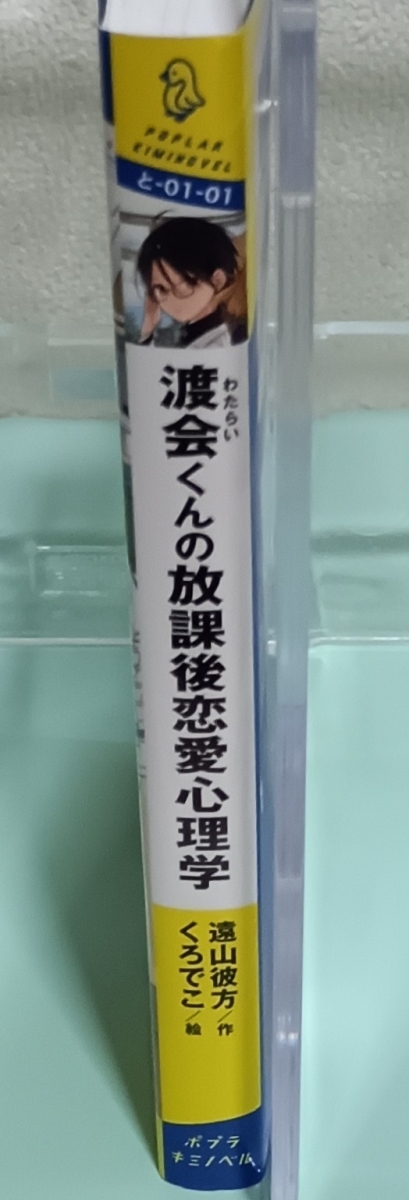 POPLAR
KIMINOVEL
と-01-01
渡会くんの放課後恋愛心理学
わたらい
遠山彼方／作
くろでこ／絵
ポプラ
キミノベル